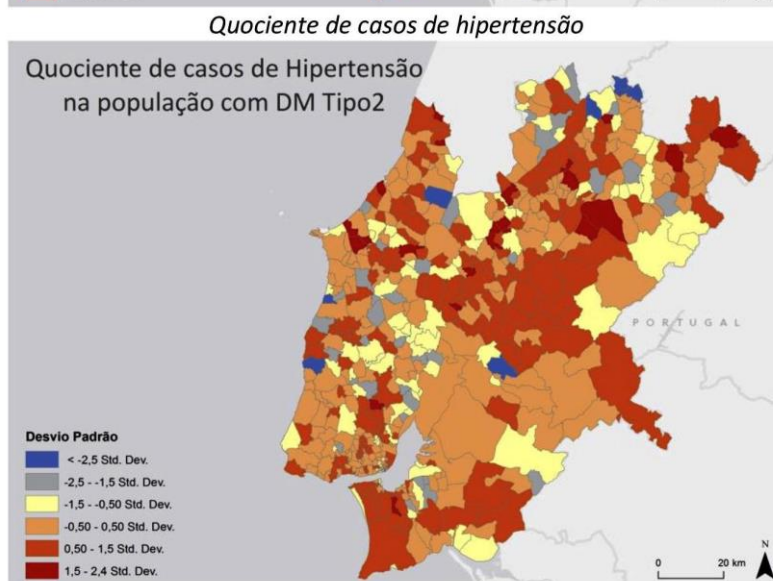 Quociente de casos de hipertensão
Quociente de casos de Hipertensão
na população com DM Tipo2
PORTUGAL
Desvio Padrão
< -2,5 Std. Dev.
-2,5 - -1,5 Std. Dev.
-1,5 - -0,50 Std. Dev.
-0,50 - 0,50 Std. Dev.
0,50 - 1,5 Std. Dev.
1,5 - 2,4 Std. Dev.
0 20 km
N